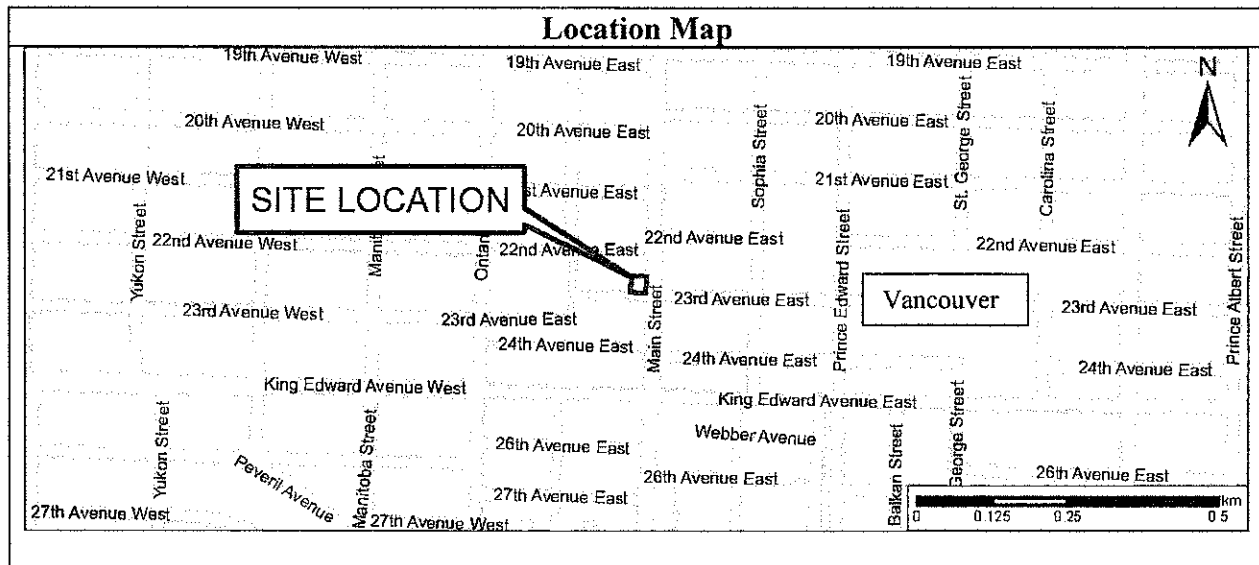 Location Map
19th Avenue West
19th Avenue East
19th Avenue East
N
20th Avenue West
20th Avenue East
20th Avenue East
Sophia Street
St. George Street
Carolina Street
21st Avenue West
21st Avenue East
SITE LOCATION
22nd Avenue West
22nd Avenue East
22nd Avenue East
22nd Avenue East
Yukon Street
Prince Edward Street
Prince Albert Street
Vancouver
23rd Avenue West
23rd Avenue East
23rd Avenue East
23rd Avenue East
Main Street
24th Avenue East
24th Avenue East
24th Avenue East
King Edward Avenue West
King Edward Avenue East
Webber Avenue
Yukon Street
Manitoba Street
26th Avenue East
26th Avenue East
26th Avenue East
Balkan Street
George Street
Peveril Avenue
27th Avenue West
27th Avenue West
27th Avenue East
km
0 0.125 0.25 0.5